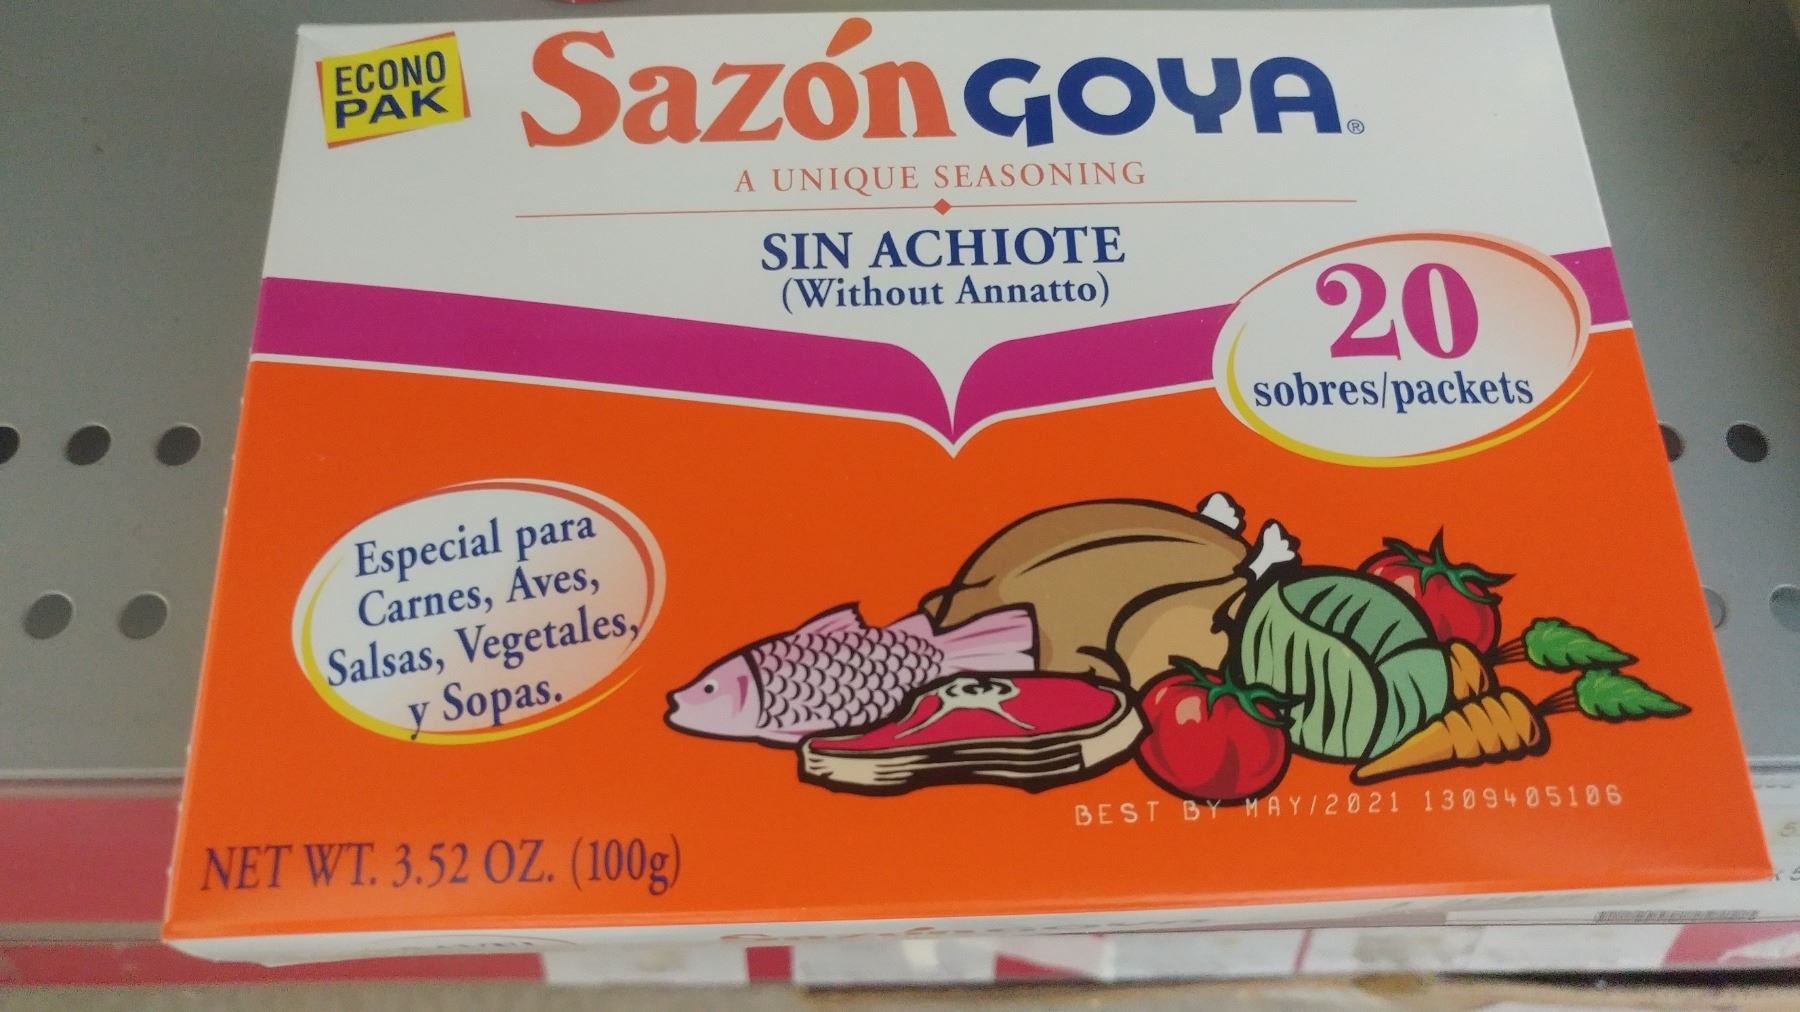 ECONO
PAK
Sazón GOYA®
A UNIQUE SEASONING
SIN ACHIOTE
(Without Annatto)
20
sobres/packets
Especial para
Carnes, Aves,
Salsas, Vegetales,
y Sopas.
BEST BY MAY/2021 1309405106
NET WT. 3.52 OZ. (100g)